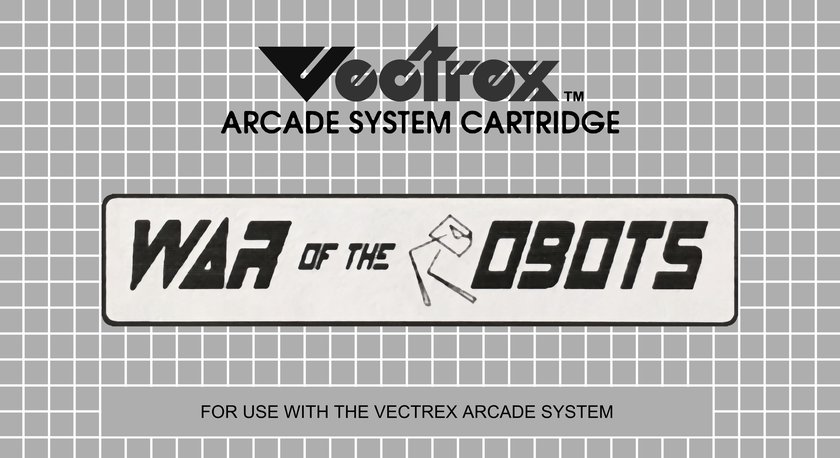 Vectrex™
ARCADE SYSTEM CARTRIDGE
WAR OF THE ROBOTS
FOR USE WITH THE VECTREX ARCADE SYSTEM